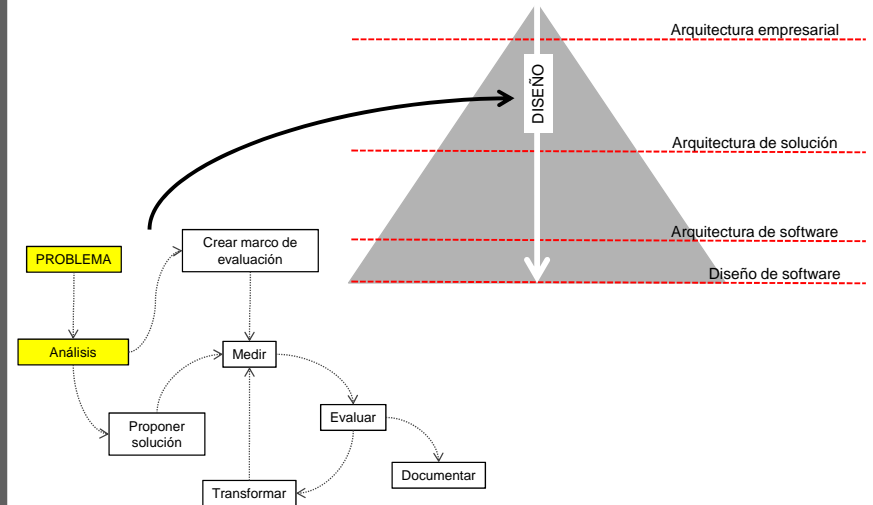 Arquitectura empresarial
DISEÑO
Arquitectura de solución
Arquitectura de software
Diseño de software
PROBLEMA
Crear marco de
evaluación
Análisis
Medir
Proponer
solución
Evaluar
Documentar
Transformar